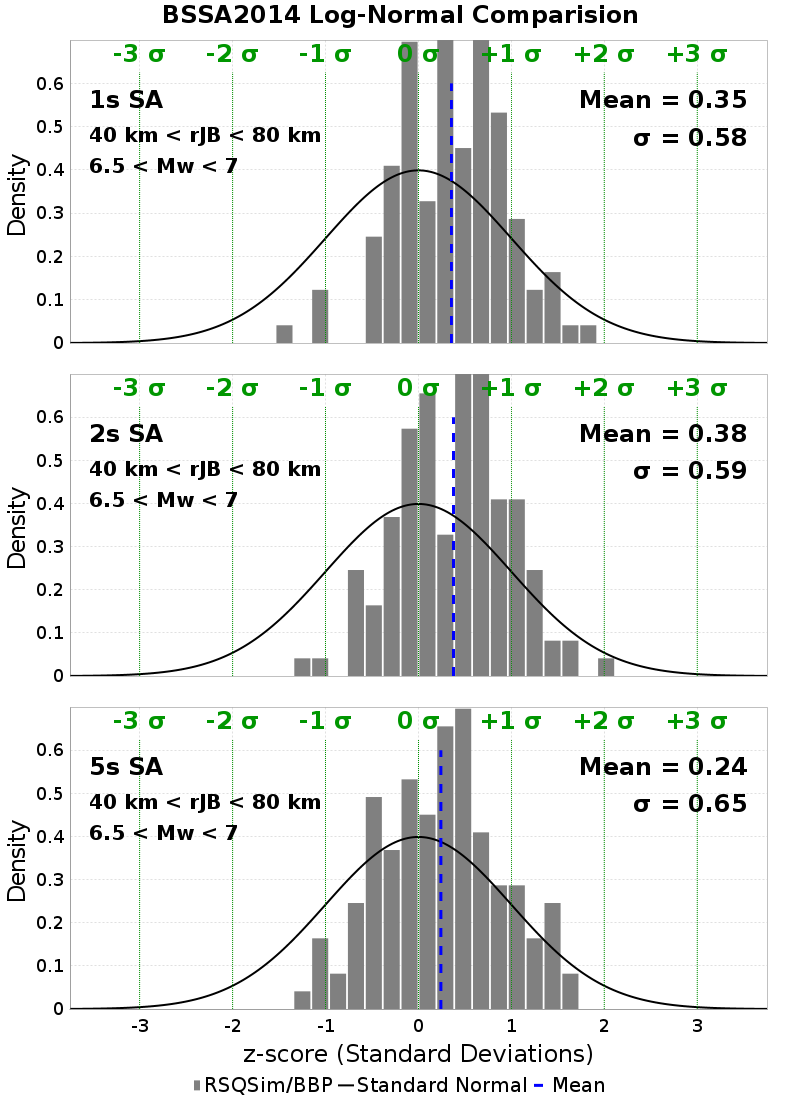 BSSA2014 Log-Normal Comparision
-3 σ -2 σ -1 σ 0 σ +1 σ +2 σ +3 σ
0.6
1s SA Mean = 0.35
0.5
40 km < rJB < 80 km σ = 0.58
6.5 < Mw < 7
0.4
0.3
0.2
0.1
0
Density
-3 σ -2 σ -1 σ 0 σ +1 σ +2 σ +3 σ
0.6
2s SA Mean = 0.38
0.5
40 km < rJB < 80 km σ = 0.59
6.5 < Mw < 7
0.4
0.3
0.2
0.1
0
Density
-3 σ -2 σ -1 σ 0 σ +1 σ +2 σ +3 σ
0.6
5s SA Mean = 0.24
0.5
40 km < rJB < 80 km σ = 0.65
6.5 < Mw < 7
0.4
0.3
0.2
0.1
0
Density
-3 -2 -1 0 1 2 3
z-score (Standard Deviations)
RSQSim/BBP Standard Normal Mean